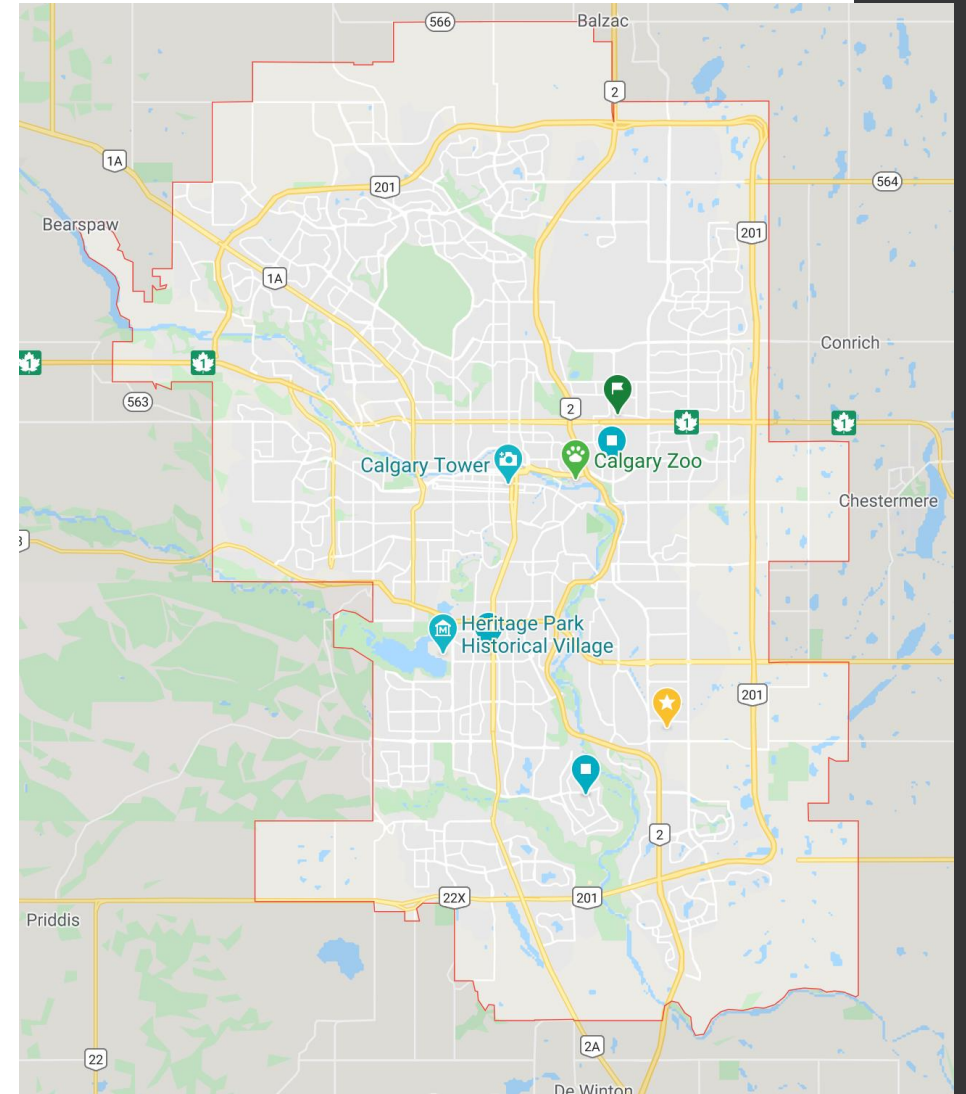 566
Balzac
2
1A
201
564
Bearspaw
201
1A
Conrich
1
1
563
2
1
1
Calgary Tower
Calgary Zoo
Chestermere
Heritage Park
Historical Village
M
201
2
22X
201
Priddis
2A
22
De Winton